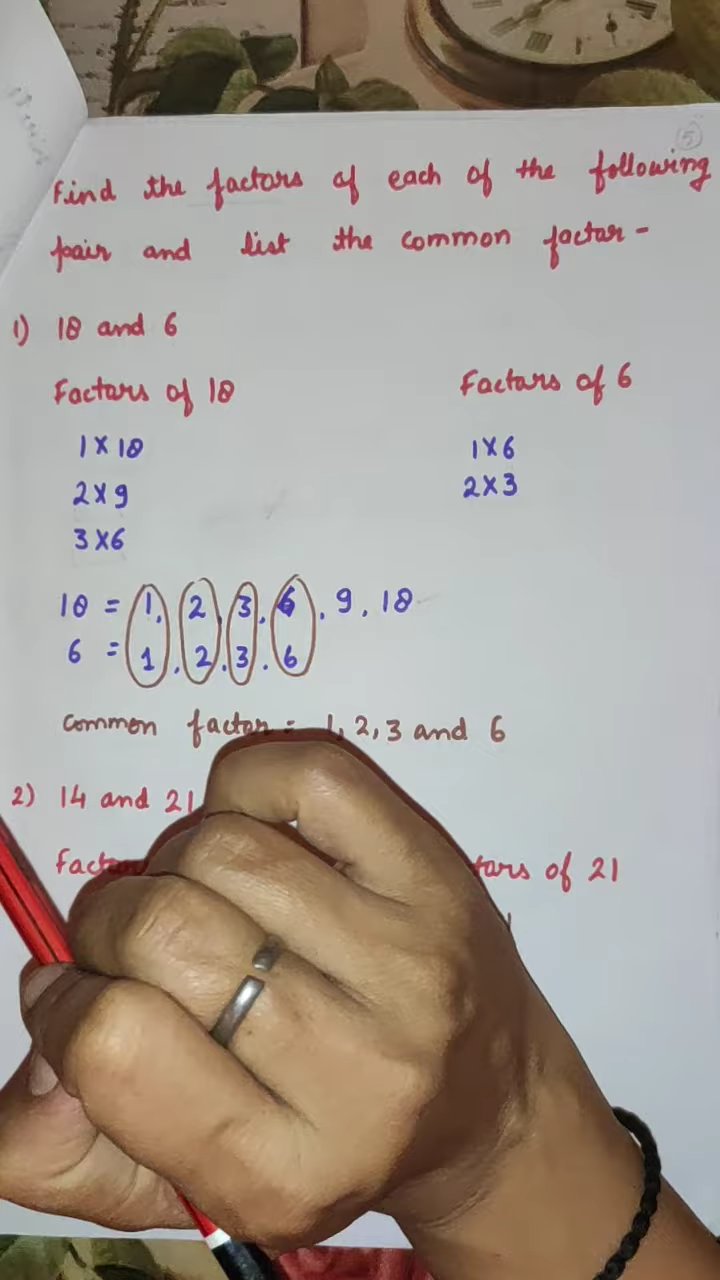 5
Find the factors of each of the following
pair and list the common factor -
1) 18 and 6
Factors of 18
Factors of 6
1 X 18
1 X 6
2 X 9
2 X 3
3 X 6
18 = 1, 2, 3, 6, 9, 18
6 = 1, 2, 3, 6
Common factor = 1, 2, 3 and 6
2) 14 and 21
of 21